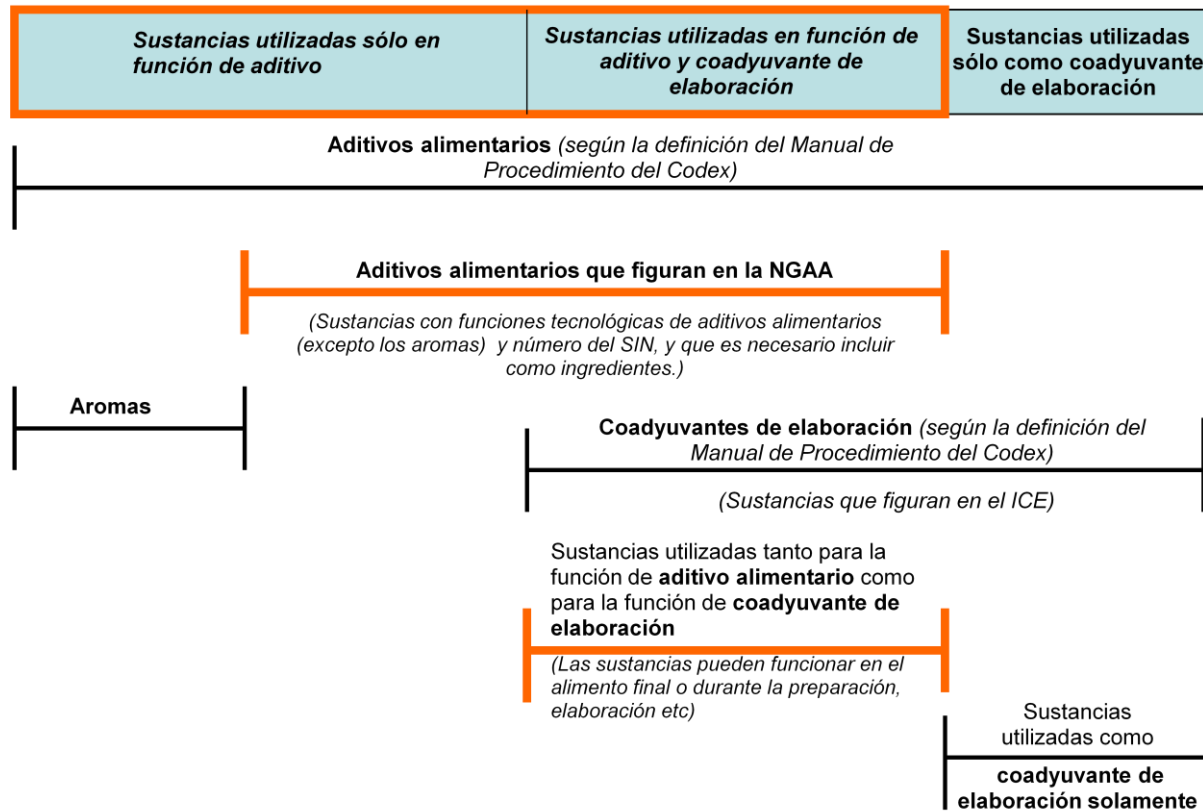 Sustancias utilizadas sólo en
función de aditivo
Sustancias utilizadas en función de
aditivo y coadyuvante de
elaboración
Sustancias utilizadas
sólo como coadyuvante
de elaboración
Aditivos alimentarios (según la definición del Manual de
Procedimiento del Codex)
Aditivos alimentarios que figuran en la NGAA
(Sustancias con funciones tecnológicas de aditivos alimentarios
(excepto los aromas) y número del SIN, y que es necesario incluir
como ingredientes.)
Aromas
Coadyuvantes de elaboración (según la definición del
Manual de Procedimiento del Codex)
(Sustancias que figuran en el ICE)
Sustancias utilizadas tanto para la
función de aditivo alimentario como
para la función de coadyuvante de
elaboración
(Las sustancias pueden funcionar en el
alimento final o durante la preparación,
elaboración etc)
Sustancias
utilizadas como
coadyuvante de
elaboración solamente